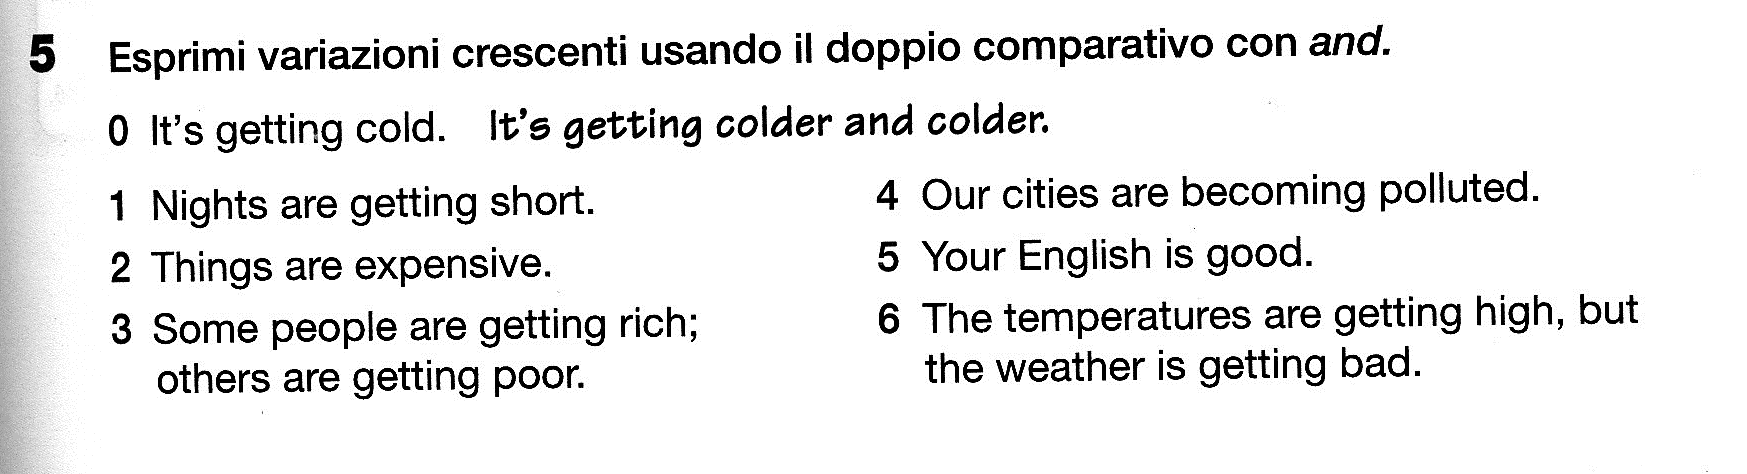 5 Esprimi variazioni crescenti usando il doppio comparativo con and.
0 It's getting cold. It's getting colder and colder.
1 Nights are getting short.
2 Things are expensive.
3 Some people are getting rich;
others are getting poor.
4 Our cities are becoming polluted.
5 Your English is good.
6 The temperatures are getting high, but
the weather is getting bad.